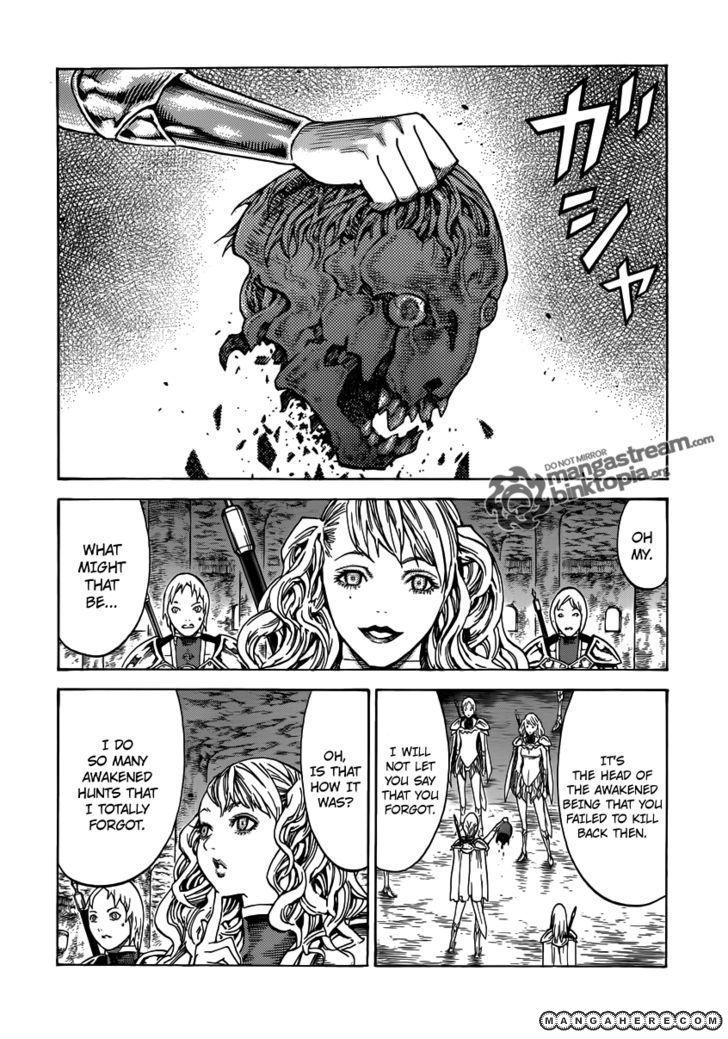 ガシャ
DO NOT MIRROR
mangastream.com
binktopia.org
OH
MY.
WHAT
MIGHT
THAT
BE...
IT'S
THE HEAD OF
THE AWAKENED
BEING THAT YOU
FAILED TO KILL
BACK THEN.
I WILL
NOT LET
YOU SAY
THAT YOU
FORGOT.
OH,
IS THAT
HOW IT
WAS?
I DO
SO MANY
AWAKENED
HUNTS THAT
I TOTALLY
FORGOT.
MANGAHERE.COM